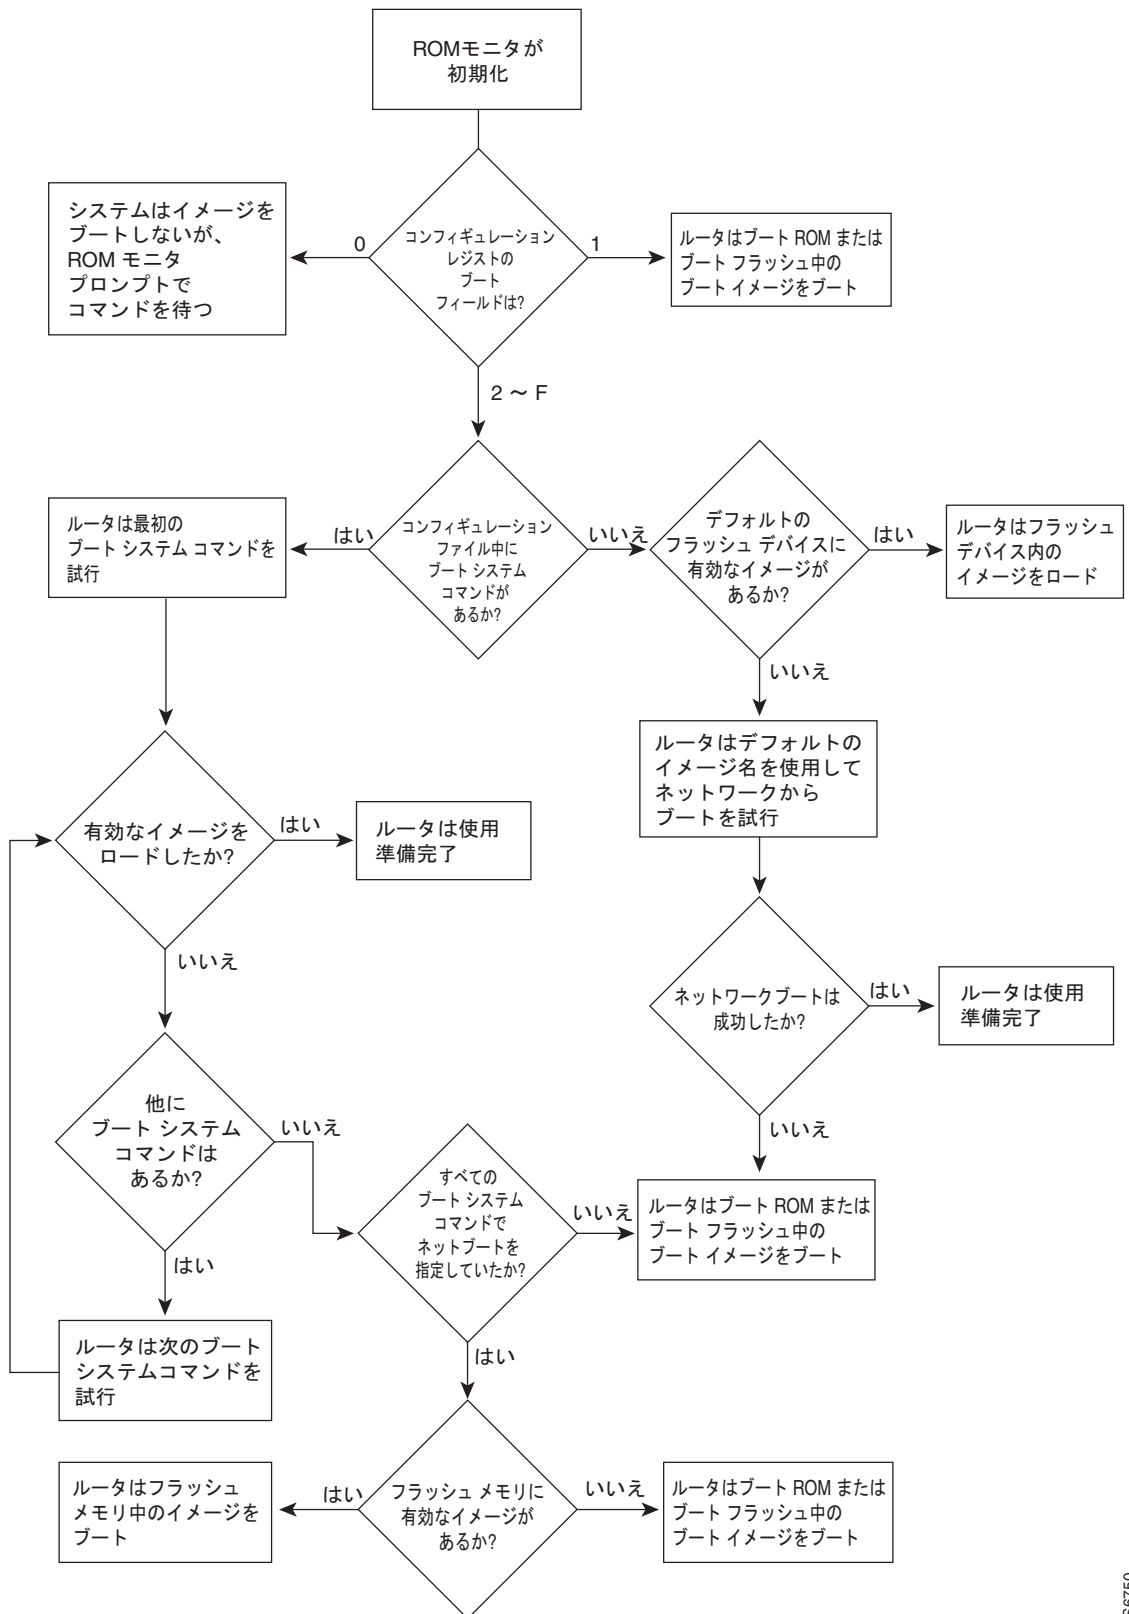 ROMモニタが
初期化
システムはイメージを
ブートしないが、
ROM モニタ
プロンプトで
コマンドを待つ
0
コンフィギュレーション
レジストの
ブート
フィールドは?
1
ルータはブート ROM または
ブート フラッシュ中の
ブート イメージをブート
2 ～ F
ルータは最初の
ブート システム コマンドを
試行
はい
コンフィギュレーション
ファイル中に
ブート システム
コマンドが
あるか?
いいえ
デフォルトの
フラッシュ デバイスに
有効なイメージが
あるか?
はい
ルータはフラッシュ
デバイス内の
イメージをロード
いいえ
ルータはデフォルトの
イメージ名を使用して
ネットワークから
ブートを試行
有効なイメージを
ロードしたか?
はい
ルータは使用
準備完了
いいえ
ネットワークブートは
成功したか?
はい
ルータは使用
準備完了
いいえ
他に
ブート システム
コマンドは
あるか?
いいえ
すべての
ブート システム
コマンドで
ネットブートを
指定していたか?
いいえ
ルータはブート ROM または
ブート フラッシュ中の
ブート イメージをブート
はい
ルータは次のブート
システムコマンドを
試行
はい
ルータはフラッシュ
メモリ中のイメージを
ブート
はい
フラッシュ メモリに
有効なイメージが
あるか?
いいえ
ルータはブート ROM または
ブート フラッシュ中の
ブート イメージをブート